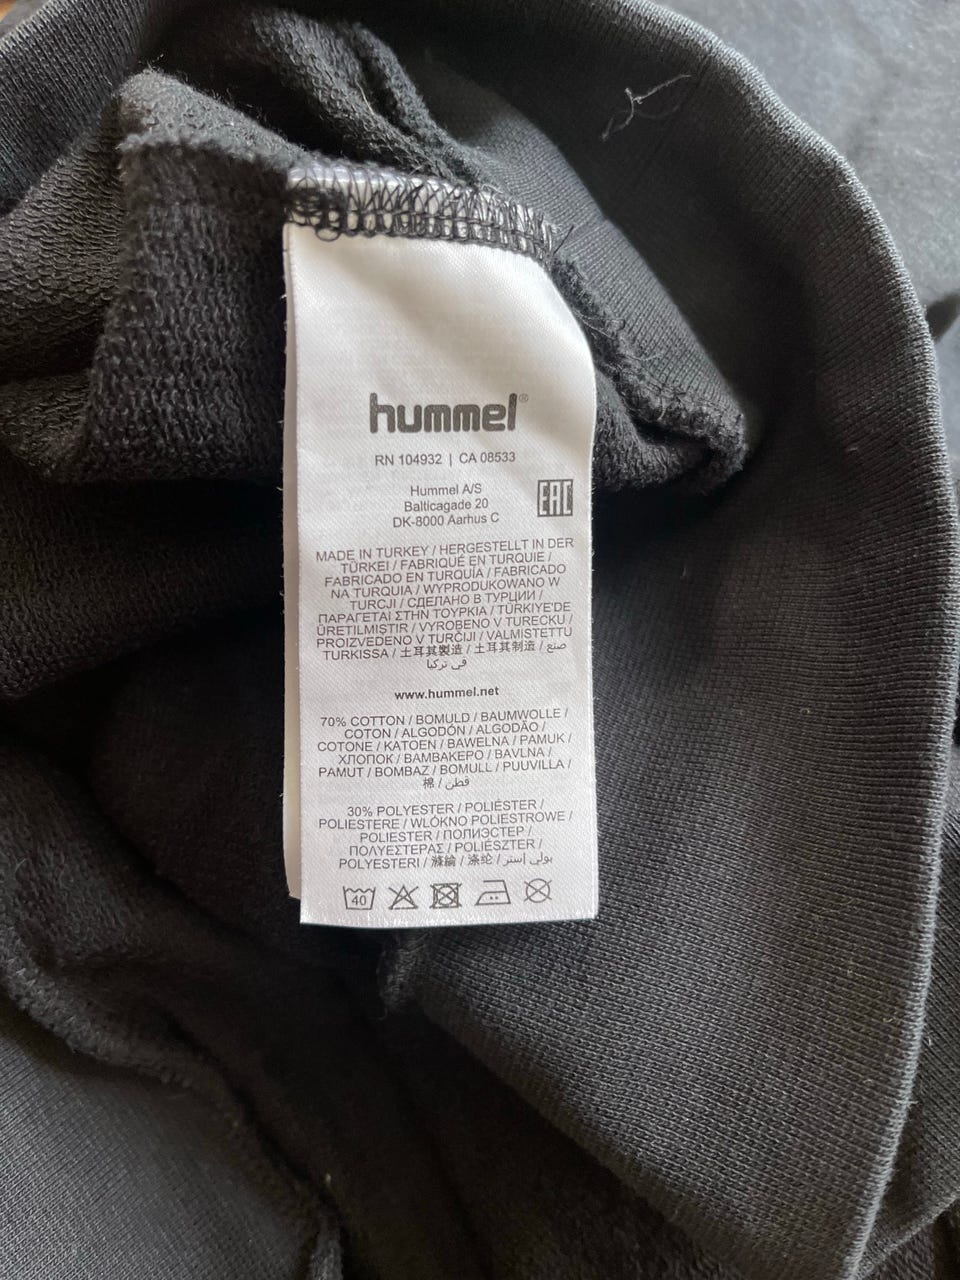 hummel®
RN 104932 | CA 08533
Hummel A/S
Balticagade 20
DK-8000 Aarhus C
EAC
MADE IN TURKEY / HERGESTELLT IN DER
TÜRKEI / FABRIQUÉ EN TURQUIE /
FABRICADO EN TURQUÍA / FABRICADO
NA TURQUIA / WYPRODUKOWANO W
TURCJI / СДЕЛАНО В ТУРЦИИ /
ΠΑΡΑΓΕΤΑΙ ΣΤΗΝ ΤΟΥΡΚΙΑ / TÜRKIYE'DE
ÜRETILMIŞTIR / VYROBENO V TURECKU /
PROIZVEDENO V TURČIJI / VALMISTETTU
TURKISSA / 土耳其製造 / 土耳其制造 / صنع
في تركيا
www.hummel.net
70% COTTON / BOMULD / BAUMWOLLE /
COTON / ALGODÓN / ALGODÃO /
COTONE / KATOEN / BAWELNA / PAMUK /
ХЛОПОК / ΒΑΜΒΑΚΕΡΟ / BAVLNA /
PAMUT / BOMBAZ / BOMULL / PUUVILLA /
棉 / قطن
30% POLYESTER / POLIÉSTER /
POLIESTERE / WLÓKNO POLIESTROWE /
POLIESTER / ПОЛИЭСТЕР /
ΠΟΛΥΕΣΤΕΡΑΣ / POLIÉSZTER /
POLYESTERI / 滌綸 / 涤纶 / بولي إستر
40